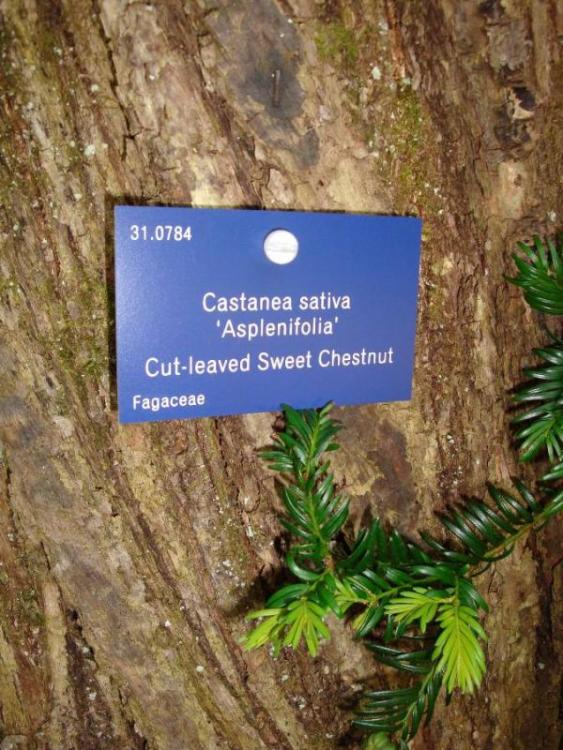 31.0784
Castanea sativa
‘Asplenifolia’
Cut-leaved Sweet Chestnut
Fagaceae